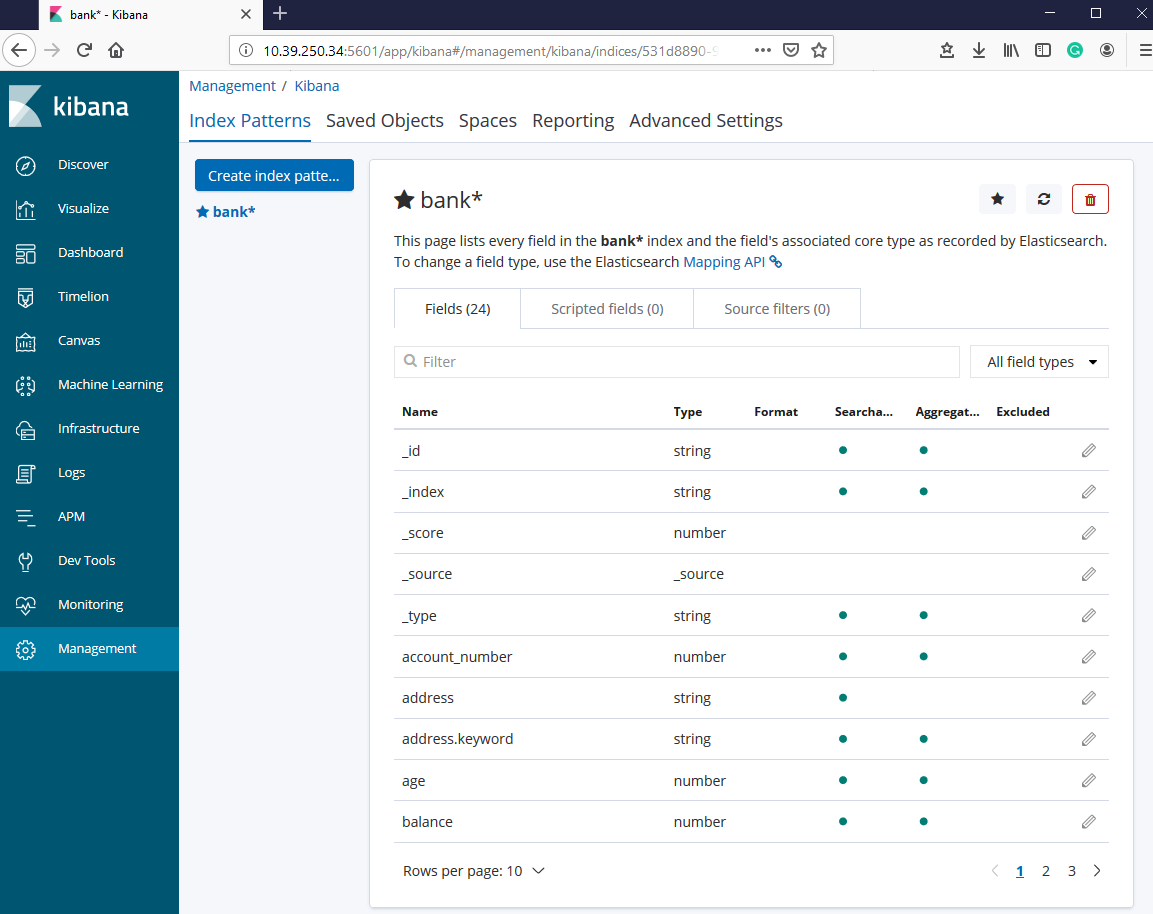 bank* - Kibana
10.39.250.34:5601/app/kibana#/management/kibana/indices/531d8890-9
kibana
Discover
Visualize
Dashboard
Timelion
Canvas
Machine Learning
Infrastructure
Logs
APM
Dev Tools
Monitoring
Management
Management / Kibana
Index Patterns Saved Objects Spaces Reporting Advanced Settings
Create index patte...
bank*
bank*
This page lists every field in the bank* index and the field's associated core type as recorded by Elasticsearch.
To change a field type, use the Elasticsearch Mapping API
Fields (24) Scripted fields (0) Source filters (0)
Filter All field types
Name Type Format Searcha... Aggregat... Excluded
_id string
_index string
_score number
_source _source
_type string
account_number number
address string
address.keyword string
age number
balance number
Rows per page: 10 1 2 3